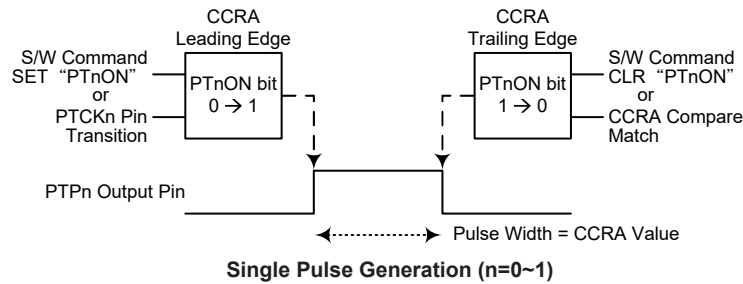 CCRA
Leading Edge
CCRA
Trailing Edge
S/W Command
SET “PTnON”
or
PTCKn Pin
Transition
PTnON bit
0 → 1
PTnON bit
1 → 0
S/W Command
CLR “PTnON”
or
CCRA Compare
Match
PTPn Output Pin
Pulse Width = CCRA Value
Single Pulse Generation (n=0~1)